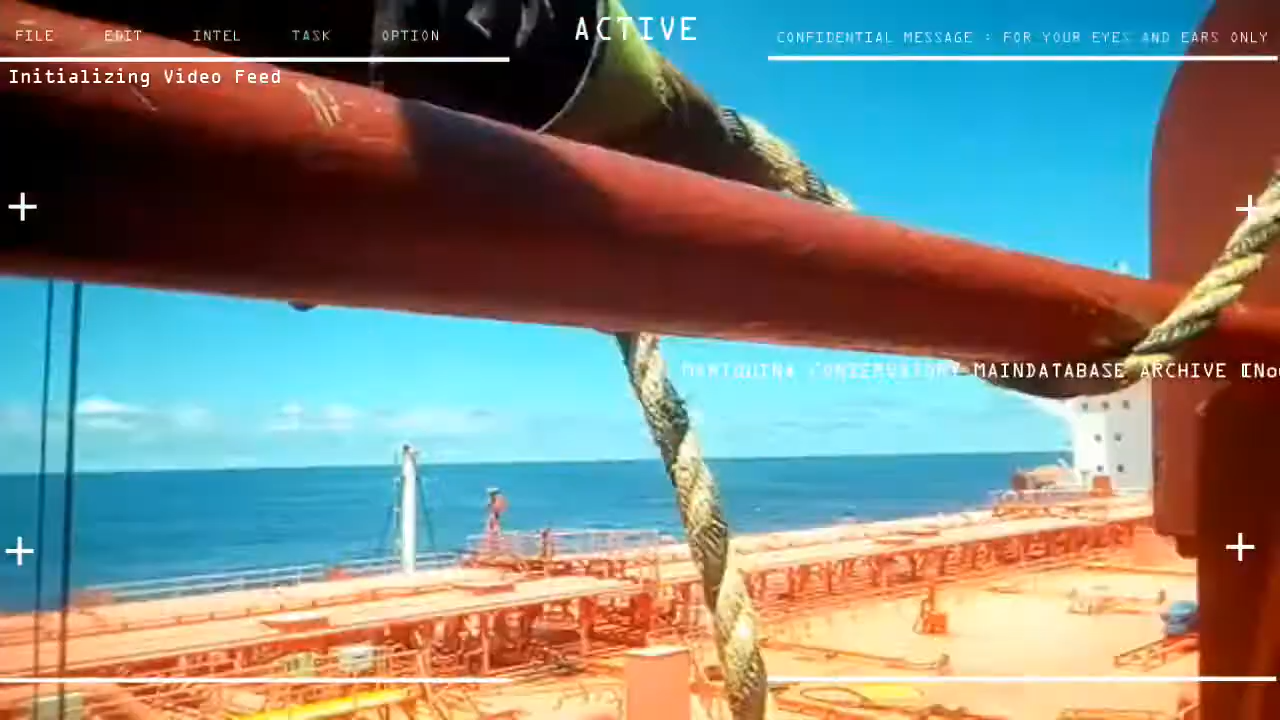 FILE EDIT INTEL TASK OPTION
ACTIVE
CONFIDENTIAL MESSAGE : FOR YOUR EYES AND EARS ONLY
Initializing Video Feed
MAINDATABASE ARCHIVE